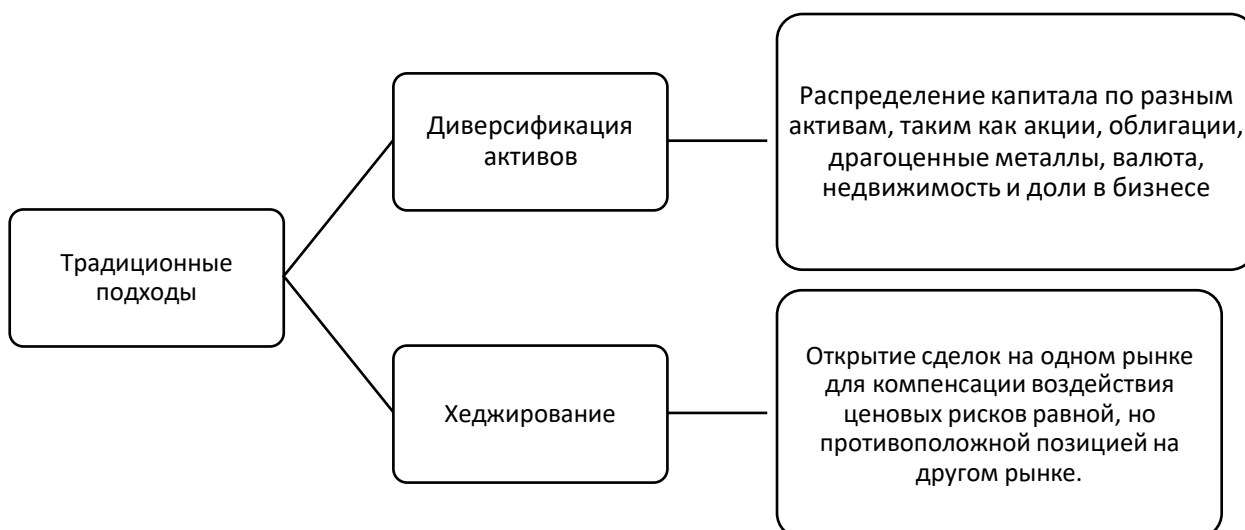 Традиционные
подходы
Диверсификация
активов
Распределение капитала по разным
активам, таким как акции, облигации,
драгоценные металлы, валюта,
недвижимость и доли в бизнесе
Хеджирование
Открытие сделок на одном рынке
для компенсации воздействия
ценовых рисков равной, но
противоположной позицией на
другом рынке.